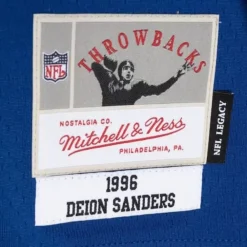 THROWBACKS
NFL
NOSTALGIA CO.
Mitchell & Ness
PHILADELPHIA, PA.
NFL LEGACY
1996
DEION SANDERS